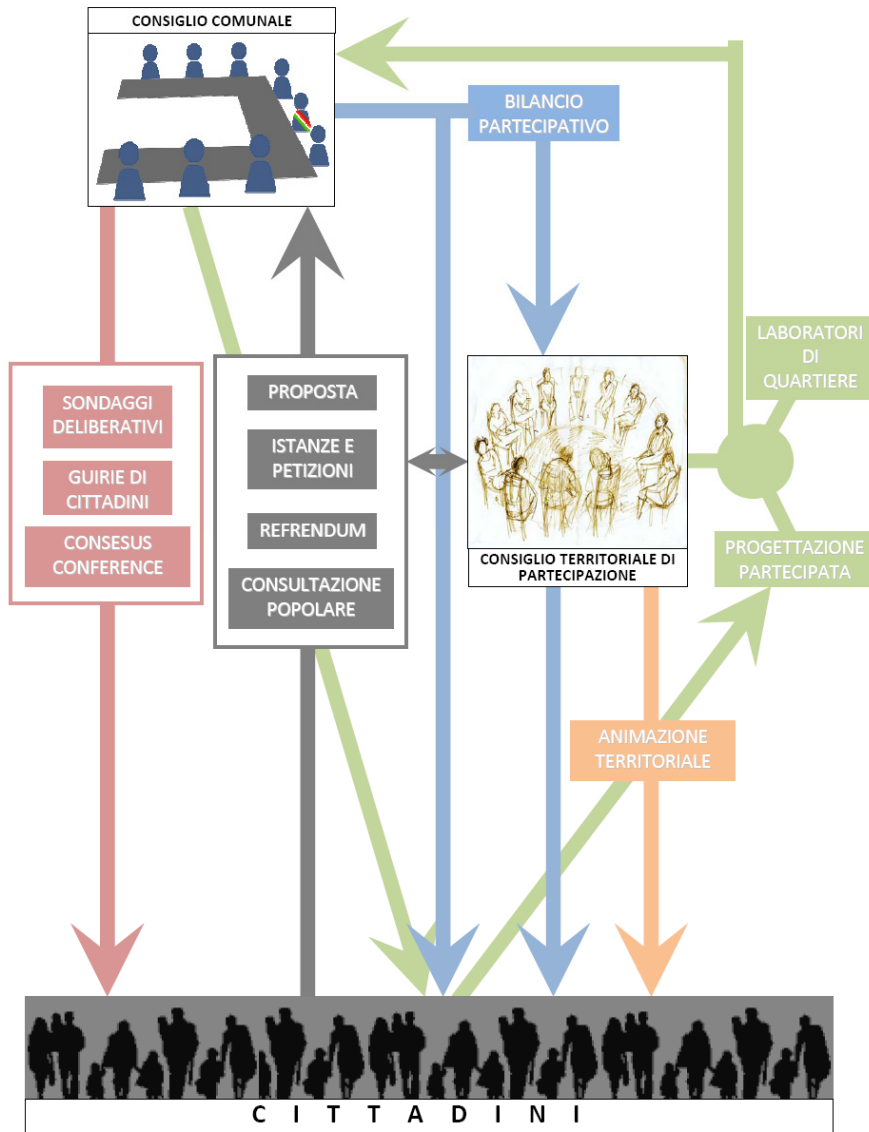 CONSIGLIO COMUNALE
BILANCIO
PARTECIPATIVO
LABORATORI
DI
QUARTIERE
SONDAGGI
DELIBERATIVI
GUIRIE DI
CITTADINI
CONSESUS
CONFERENCE
PROPOSTA
ISTANZE E
PETIZIONI
REFRENDUM
CONSULTAZIONE
POPOLARE
CONSIGLIO TERRITORIALE DI
PARTECIPAZIONE
PROGETTAZIONE
PARTECIPATA
ANIMAZIONE
TERRITORIALE
C I T T A D I N I